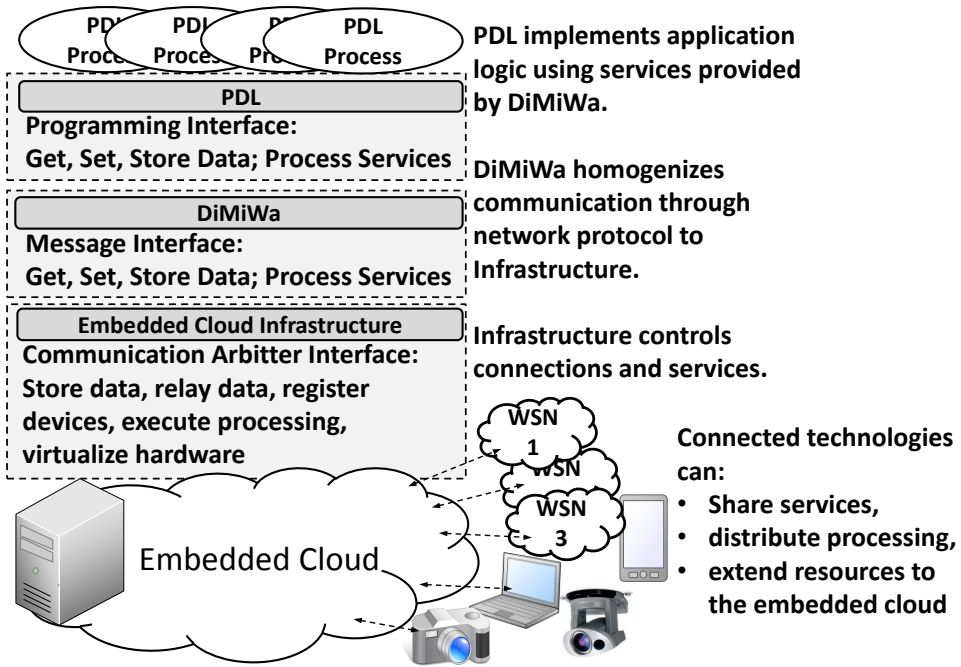 PDL
Process
PDL
Process
PDL implements application
logic using services provided
by DiMiWa.
PDL
Programming Interface:
Get, Set, Store Data; Process Services
DiMiWa homogenizes
communication through
network protocol to
Infrastructure.
DiMiWa
Message Interface:
Get, Set, Store Data; Process Services
Embedded Cloud Infrastructure
Communication Arbitter Interface:
Store data, relay data, register
devices, execute processing,
virtualize hardware
Infrastructure controls
connections and services.
WSN
1
WSN
WSN
3
Embedded Cloud
Connected technologies
can:
• Share services,
• distribute processing,
• extend resources to
the embedded cloud